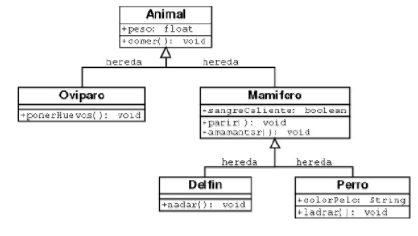 Animal
+peso: float
+comer(): void
hereda
hereda
Oviparo
+ponerHuevos(): void
Mamifero
+sangreCaliente: boolean
+parir(): void
+amamantar(): void
hereda
hereda
Delfin
+nadar(): void
Perro
+colorPelo: String
+ladrar(): void